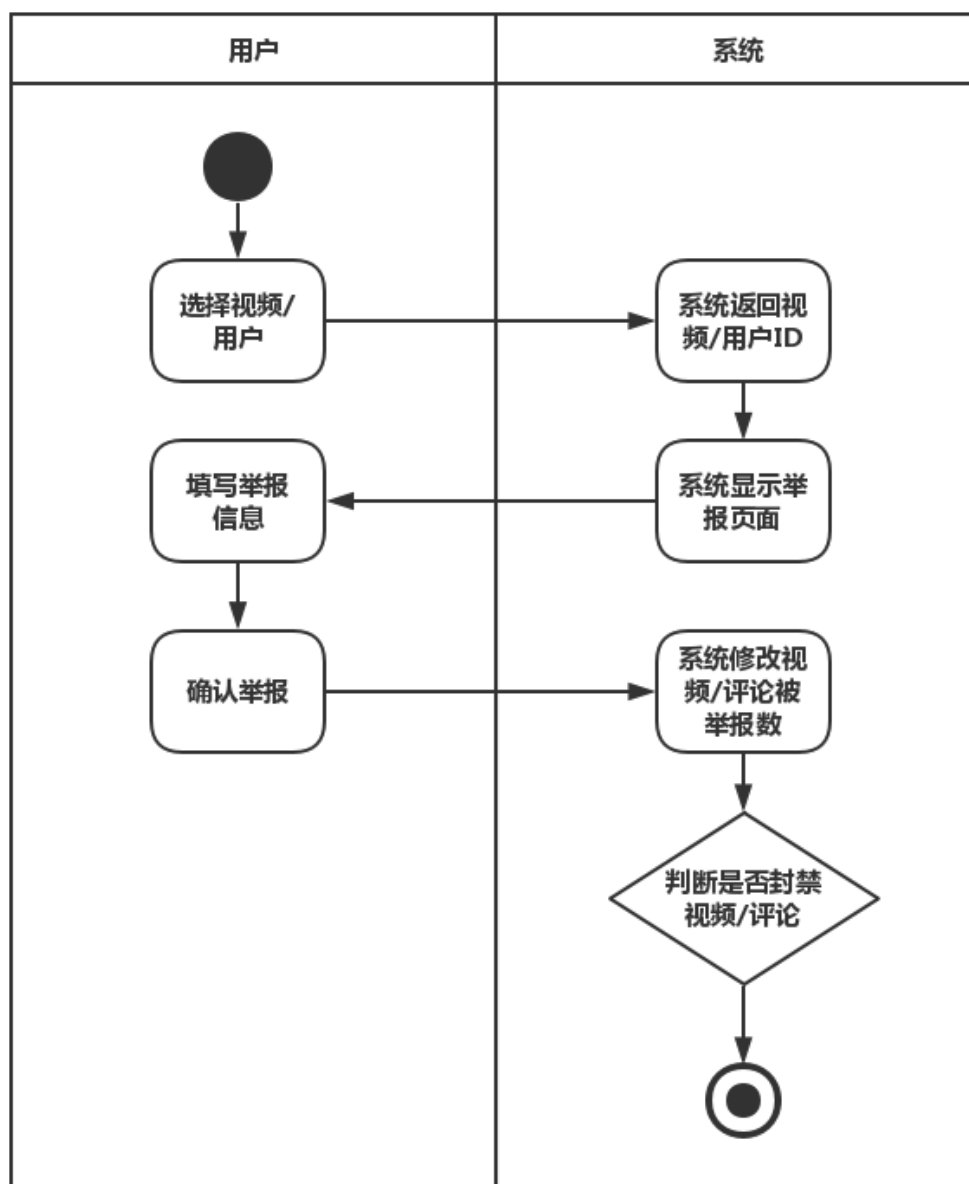 用户
系统
选择视频/
用户
系统返回视
频/用户ID
填写举报
信息
系统显示举
报页面
确认举报
系统修改视
频/评论被
举报数
判断是否封禁
视频/评论